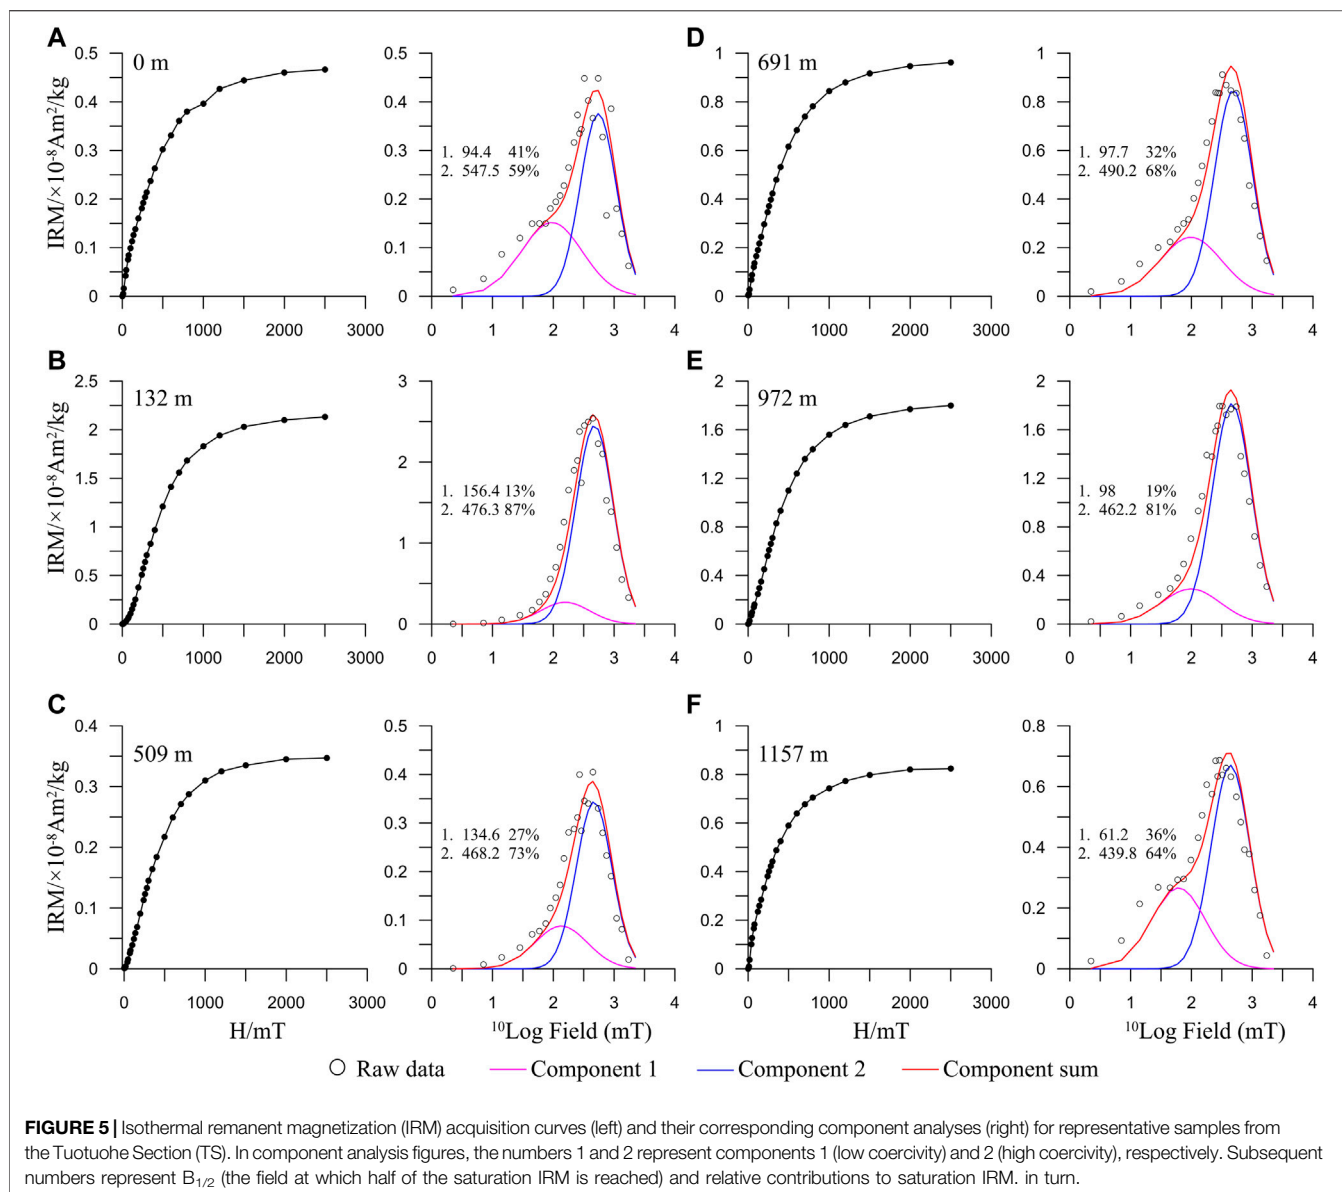 A
0 m
IRM/×10⁻⁸Am²/kg
0.5
0.4
0.3
0.2
0.1
0
0 1000 2000 3000
0.5
0.4
0.3
0.2
0.1
0
1. 94.4 41%
2. 547.5 59%
0 1 2 3 4
D
691 m
1
0.8
0.6
0.4
0.2
0
0 1000 2000 3000
1
0.8
0.6
0.4
0.2
0
1. 97.7 32%
2. 490.2 68%
0 1 2 3 4
B
132 m
IRM/×10⁻⁸Am²/kg
2.5
2
1.5
1
0.5
0
0 1000 2000 3000
3
2
1
0
1. 156.4 13%
2. 476.3 87%
0 1 2 3 4
E
972 m
2
1.6
1.2
0.8
0.4
0
0 1000 2000 3000
2
1.6
1.2
0.8
0.4
0
1. 98 19%
2. 462.2 81%
0 1 2 3 4
C
509 m
IRM/×10⁻⁸Am²/kg
0.4
0.3
0.2
0.1
0
0 1000 2000 3000
H/mT
0.5
0.4
0.3
0.2
0.1
0
1. 134.6 27%
2. 468.2 73%
0 1 2 3 4
¹⁰Log Field (mT)
F
1157 m
1
0.8
0.6
0.4
0.2
0
0 1000 2000 3000
H/mT
0.8
0.6
0.4
0.2
0
1. 61.2 36%
2. 439.8 64%
0 1 2 3 4
¹⁰Log Field (mT)
Raw data Component 1 Component 2 Component sum
FIGURE 5 | Isothermal remanent magnetization (IRM) acquisition curves (left) and their corresponding component analyses (right) for representative samples from
the Tuotuohe Section (TS). In component analysis figures, the numbers 1 and 2 represent components 1 (low coercivity) and 2 (high coercivity), respectively. Subsequent
numbers represent B₁/₂ (the field at which half of the saturation IRM is reached) and relative contributions to saturation IRM. in turn.